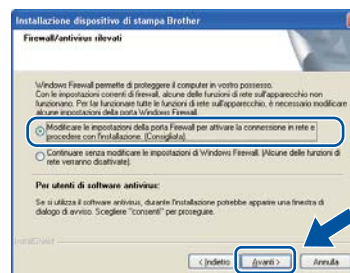 Installazione dispositivo di stampa Brother
Firewall/antivirus rilevati
Windows Firewall permette di proteggere il computer in vostro possesso.
Con le impostazioni correnti di firewall, alcune delle funzioni di rete sull'apparecchio non
funzionano. Per far funzionare tutte le funzioni di rete sull'apparecchio, è necessario modificare
alcune impostazioni della porta Windows Firewall.
Modificare le impostazioni della porta Firewall per attivare la connessione in rete e
procedere con l'installazione. (Consigliata).
Continuare senza modificare le impostazioni di Windows Firewall. (Alcune delle funzioni di
rete verranno disattivate).
Per utenti di software antivirus:
Se si utilizza il software antivirus, durante l'installazione potrebbe apparire una finestra di
dialogo di avviso. Scegliere "consenti" per proseguire.
InstallShield
< Indietro
Avanti >
Annulla